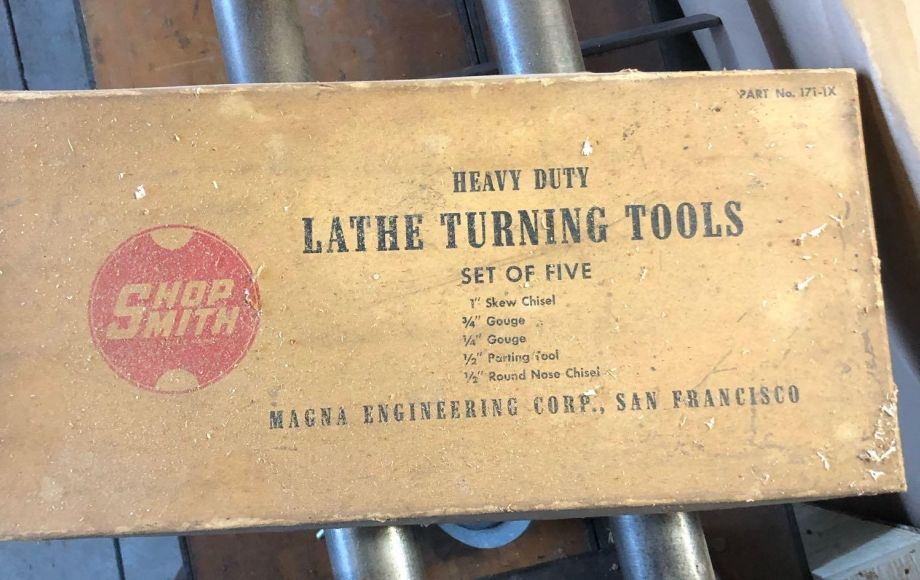 PART No. 171-1X
HEAVY DUTY
LATHE TURNING TOOLS
SET OF FIVE
1" Skew Chisel
¾" Gouge
¼" Gouge
½" Parting Tool
½" Round Nose Chisel
MAGNA ENGINEERING CORP., SAN FRANCISCO
SHOP
SMITH